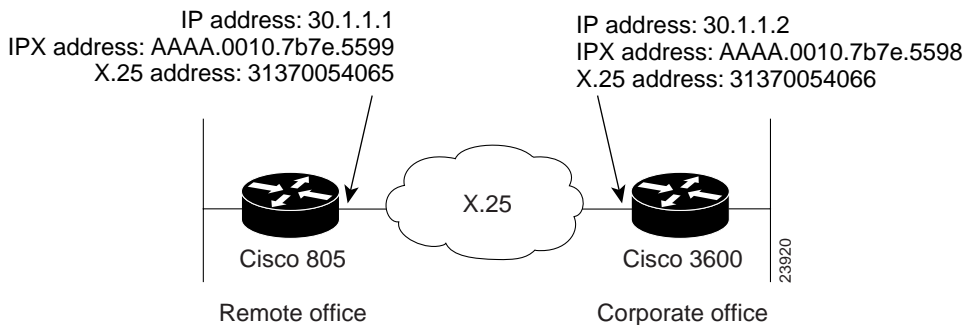 IP address: 30.1.1.1
IPX address: AAAA.0010.7b7e.5599
X.25 address: 31370054065
IP address: 30.1.1.2
IPX address: AAAA.0010.7b7e.5598
X.25 address: 31370054066
X.25
Cisco 805
Cisco 3600
23920
Remote office
Corporate office